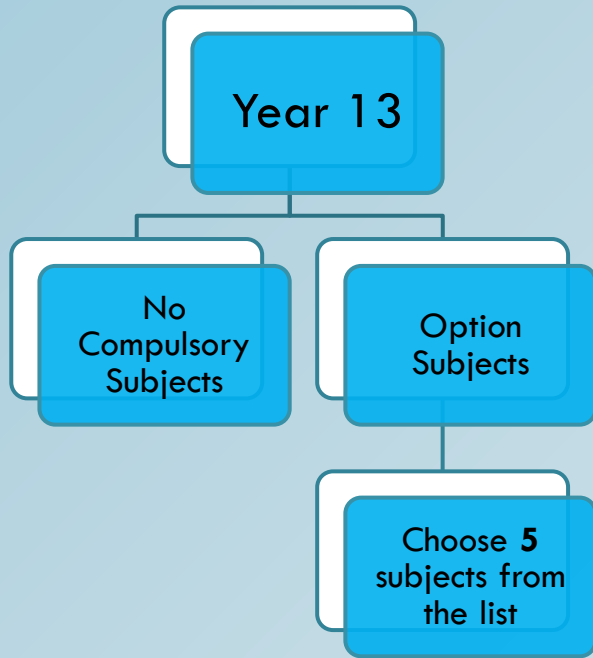 Year 13
No
Compulsory
Subjects
Option
Subjects
Choose 5
subjects from
the list